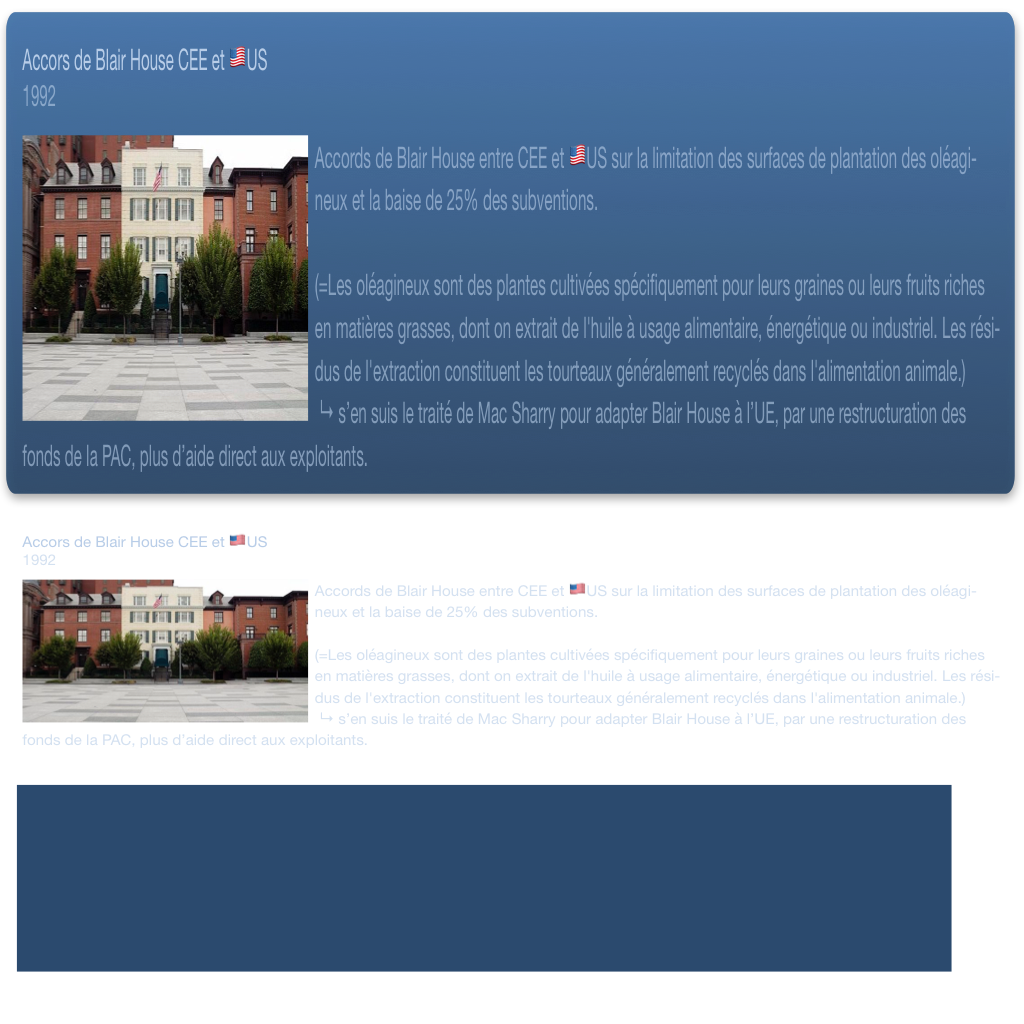 Accors de Blair House CEE et 🇺🇸US
1992
Accords de Blair House entre CEE et 🇺🇸US sur la limitation des surfaces de plantation des oléagi-
neux et la baise de 25% des subventions.
(=Les oléagineux sont des plantes cultivées spécifiquement pour leurs graines ou leurs fruits riches
en matières grasses, dont on extrait de l'huile à usage alimentaire, énergétique ou industriel. Les rési-
dus de l'extraction constituent les tourteaux généralement recyclés dans l'alimentation animale.)
↪ s’en suis le traité de Mac Sharry pour adapter Blair House à l’UE, par une restructuration des
fonds de la PAC, plus d’aide direct aux exploitants.
Accors de Blair House CEE et 🇺🇸US
1992
Accords de Blair House entre CEE et 🇺🇸US sur la limitation des surfaces de plantation des oléagi-
neux et la baise de 25% des subventions.
(=Les oléagineux sont des plantes cultivées spécifiquement pour leurs graines ou leurs fruits riches
en matières grasses, dont on extrait de l'huile à usage alimentaire, énergétique ou industriel. Les rési-
dus de l'extraction constituent les tourteaux généralement recyclés dans l'alimentation animale.)
↪ s’en suis le traité de Mac Sharry pour adapter Blair House à l’UE, par une restructuration des
fonds de la PAC, plus d’aide direct aux exploitants.